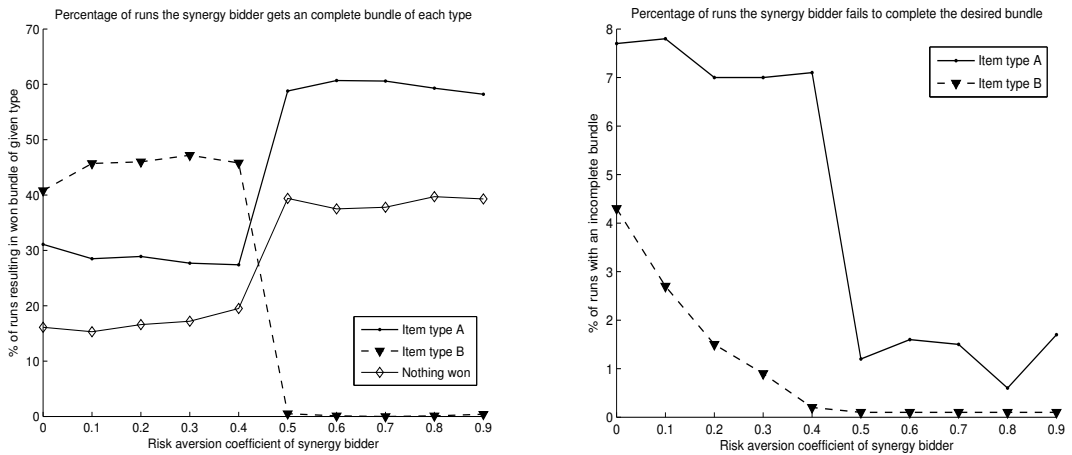 Percentage of runs the synergy bidder gets an complete bundle of each type
% of runs resulting in won bundle of given type
70
60
50
40
30
20
10
0
0 0.1 0.2 0.3 0.4 0.5 0.6 0.7 0.8 0.9
Risk aversion coefficient of synergy bidder
Item type A
Item type B
Nothing won
Percentage of runs the synergy bidder fails to complete the desired bundle
% of runs with an incomplete bundle
8
7
6
5
4
3
2
1
0
0 0.1 0.2 0.3 0.4 0.5 0.6 0.7 0.8 0.9
Risk aversion coefficient of synergy bidder
Item type A
Item type B